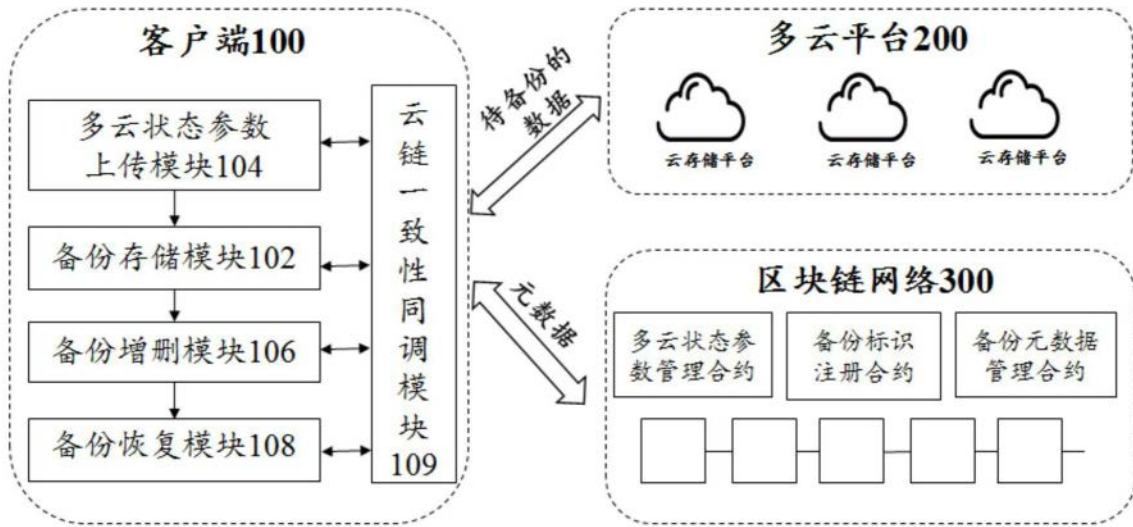 客户端100
多云状态参数
上传模块104
备份存储模块102
备份增删模块106
备份恢复模块108
云
链
一
致
性
同
调
模
块
109
待备份的
数据
元数据
多云平台200
云存储平台
云存储平台
云存储平台
区块链网络300
多云状态参
数管理合约
备份标识
注册合约
备份元数据
管理合约